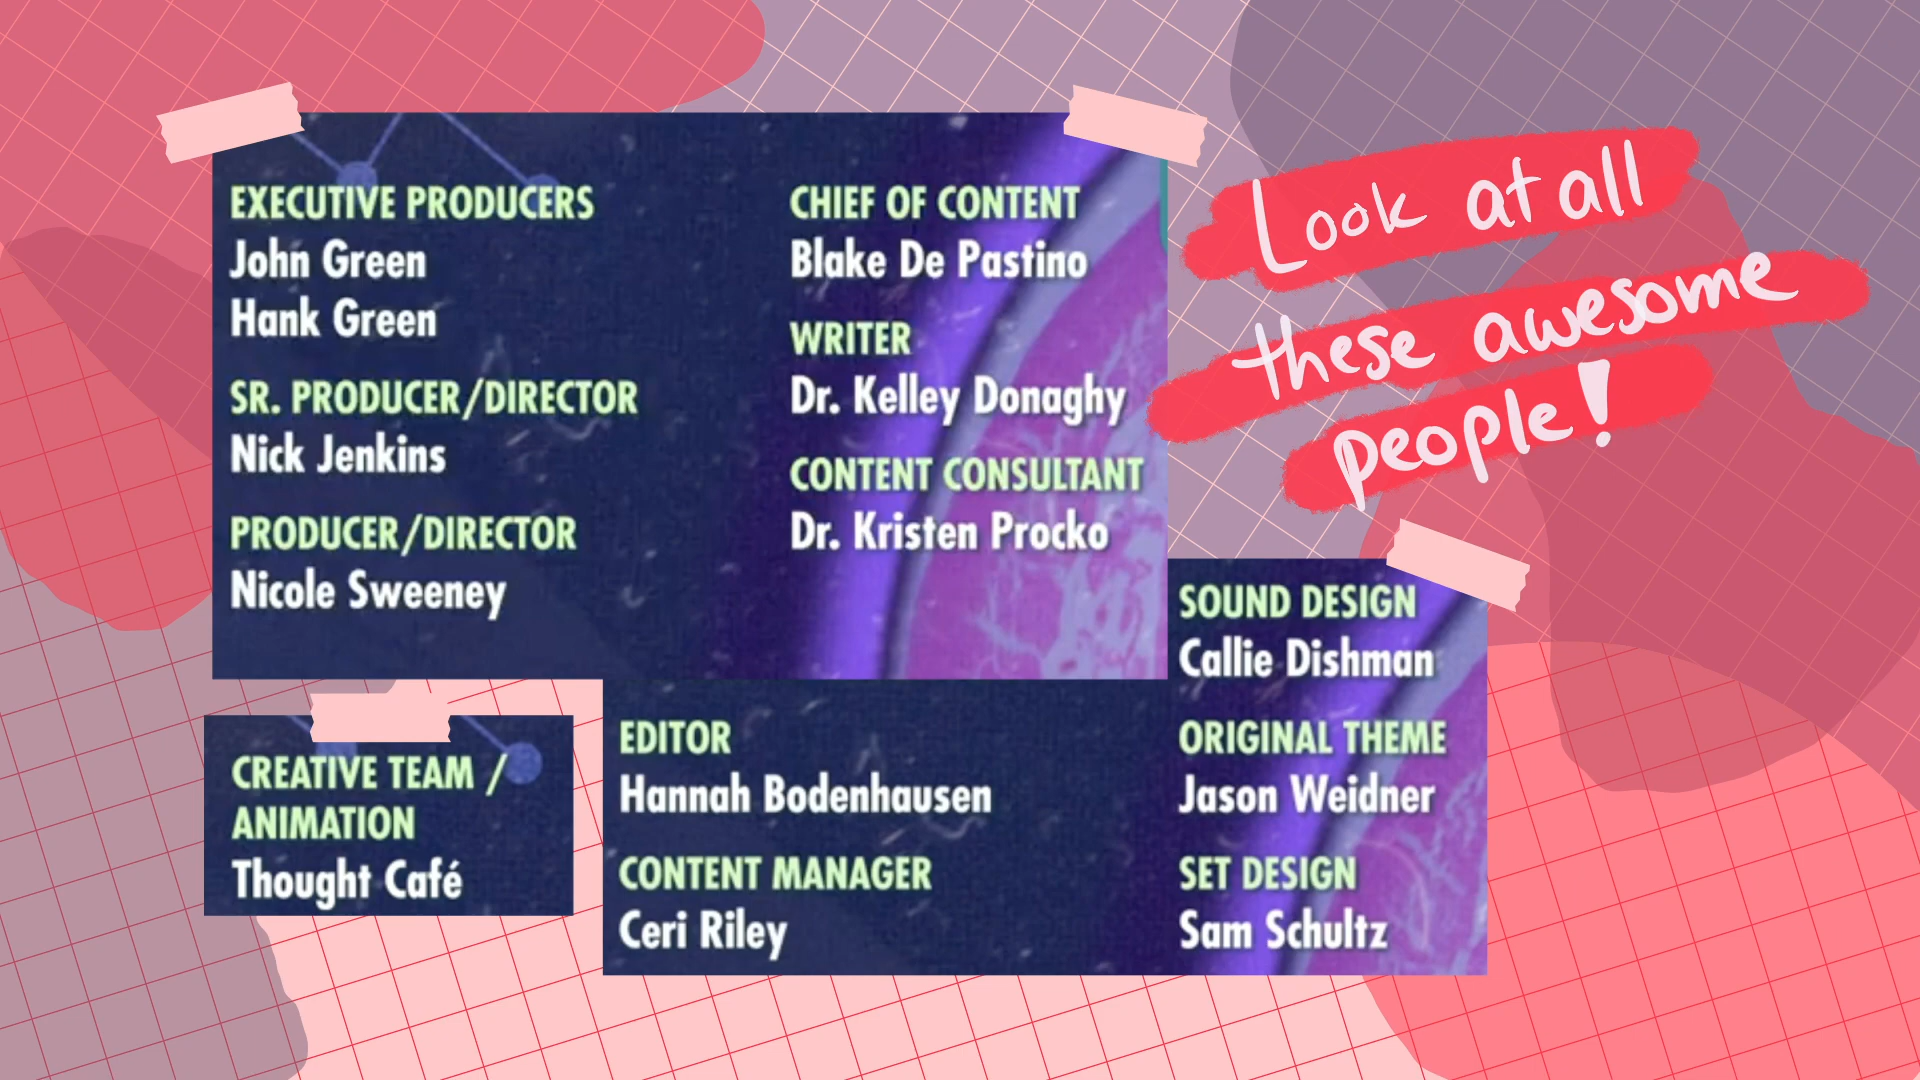 EXECUTIVE PRODUCERS
John Green
Hank Green
SR. PRODUCER/DIRECTOR
Nick Jenkins
PRODUCER/DIRECTOR
Nicole Sweeney
CHIEF OF CONTENT
Blake De Pastino
WRITER
Dr. Kelley Donaghy
CONTENT CONSULTANT
Dr. Kristen Procko
Look at all
these awesome
people!
CREATIVE TEAM /
ANIMATION
Thought Café
EDITOR
Hannah Bodenhausen
CONTENT MANAGER
Ceri Riley
SOUND DESIGN
Callie Dishman
ORIGINAL THEME
Jason Weidner
SET DESIGN
Sam Schultz